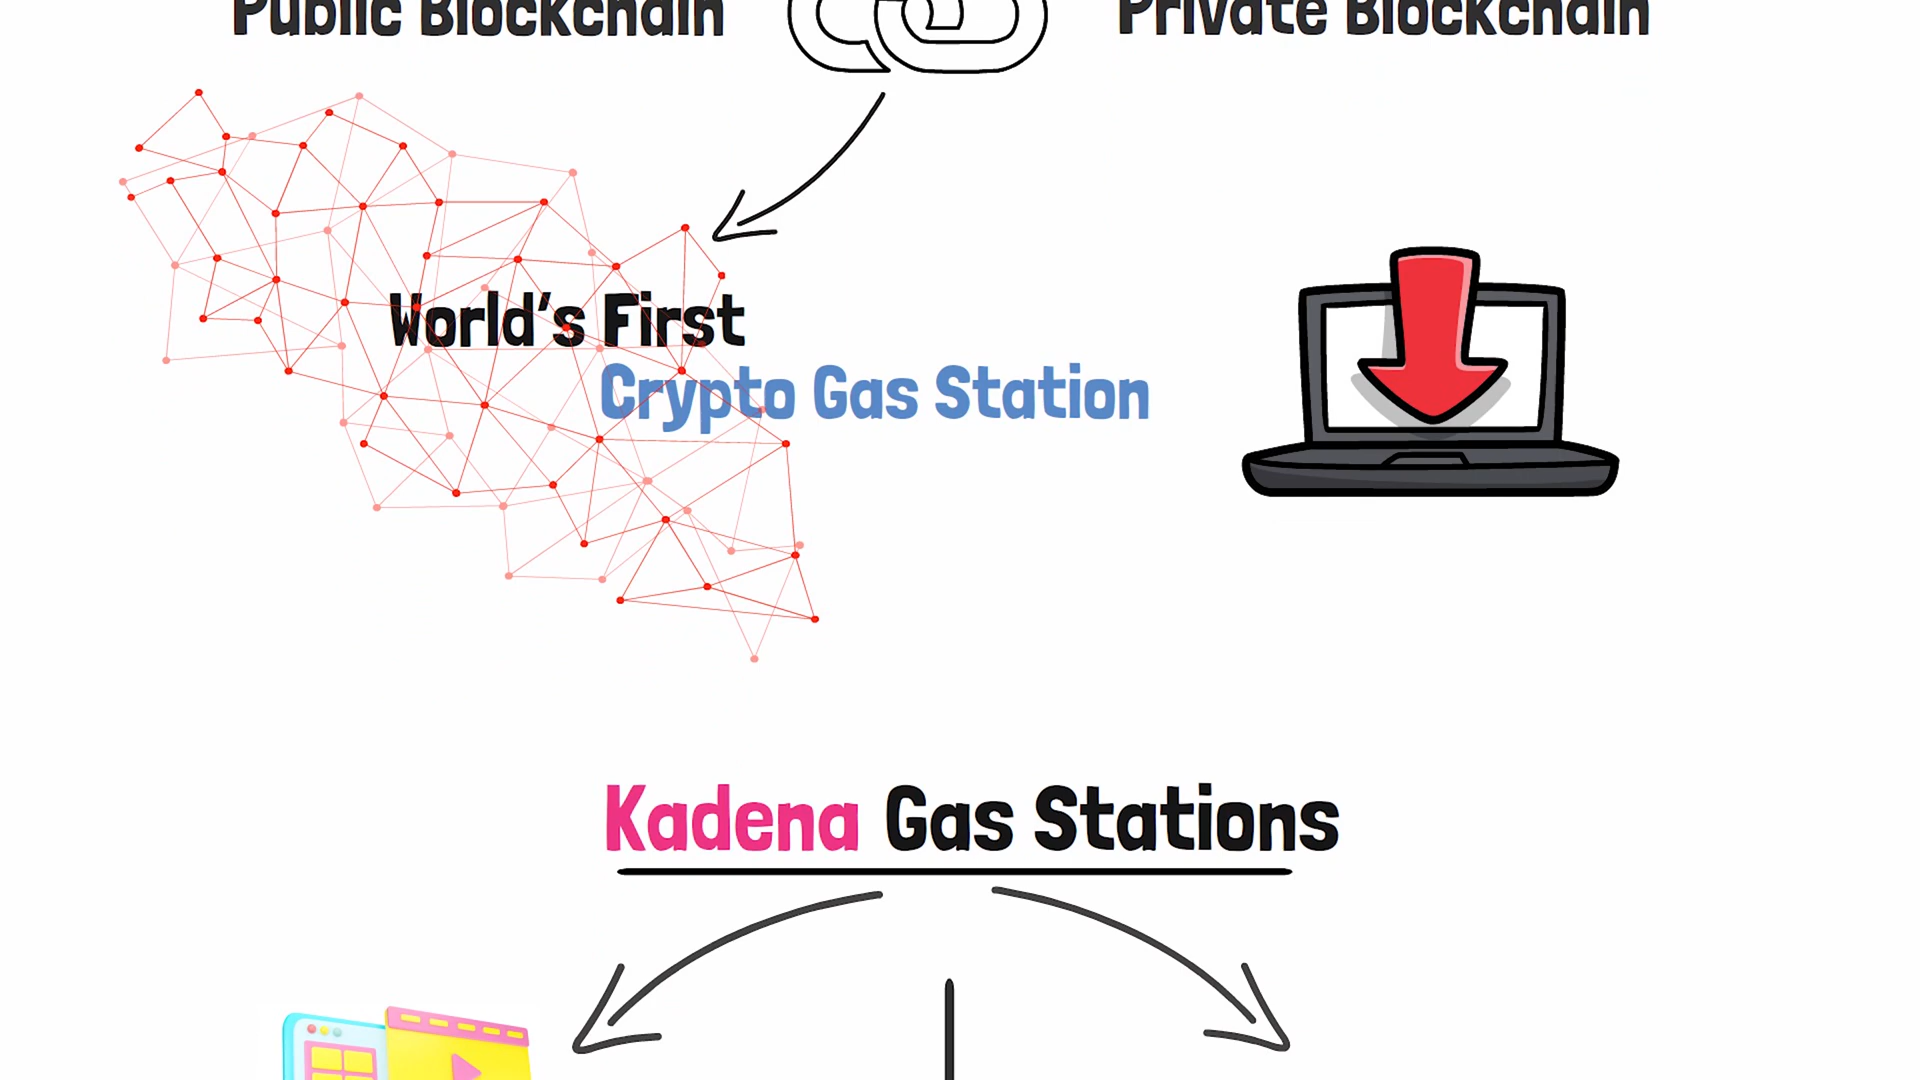 Public Blockchain
Private Blockchain
World's First
Crypto Gas Station
Kadena Gas Stations